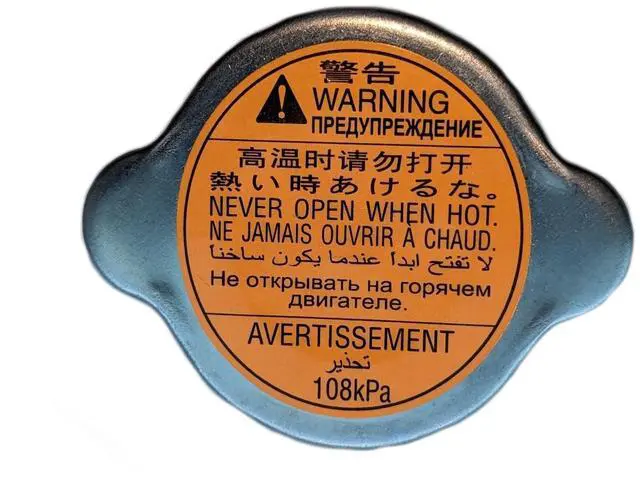 警告
WARNING
ПРЕДУПРЕЖДЕНИЕ
高温时请勿打开
熱い時あけるな。
NEVER OPEN WHEN HOT.
NE JAMAIS OUVRIR À CHAUD.
لا تفتح ابداً عندما يكون ساخناً
Не открывать на горячем
двигателе.
AVERTISSEMENT
تحذير
108kPa